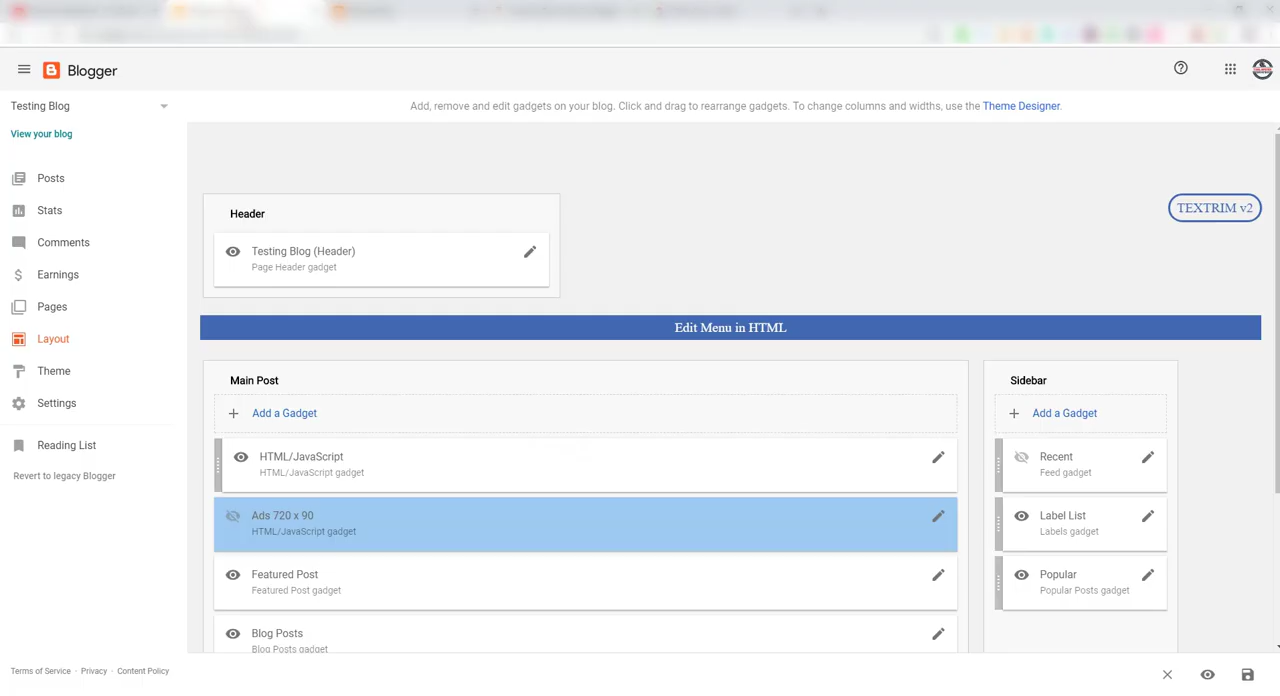 Blogger
Testing Blog
Add, remove and edit gadgets on your blog. Click and drag to rearrange gadgets. To change columns and widths, use the Theme Designer.
View your blog
Posts
Stats
Comments
Earnings
Pages
Layout
Theme
Settings
Reading List
Revert to legacy Blogger
Header
Testing Blog (Header)
Page Header gadget
TEXTRIM v2
Edit Menu in HTML
Main Post
Add a Gadget
HTML/JavaScript
HTML/JavaScript gadget
Ads 720 x 90
HTML/JavaScript gadget
Featured Post
Featured Post gadget
Blog Posts
Blog Posts gadget
Sidebar
Add a Gadget
Recent
Feed gadget
Label List
Labels gadget
Popular
Popular Posts gadget
Terms of Service · Privacy · Content Policy